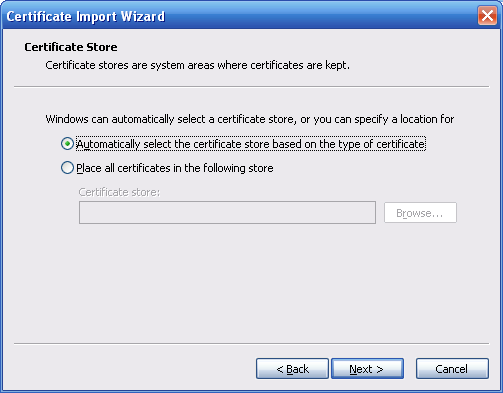 Certificate Import Wizard
Certificate Store
Certificate stores are system areas where certificates are kept.
Windows can automatically select a certificate store, or you can specify a location for
Automatically select the certificate store based on the type of certificate
Place all certificates in the following store
Certificate store:
Browse...
< Back
Next >
Cancel